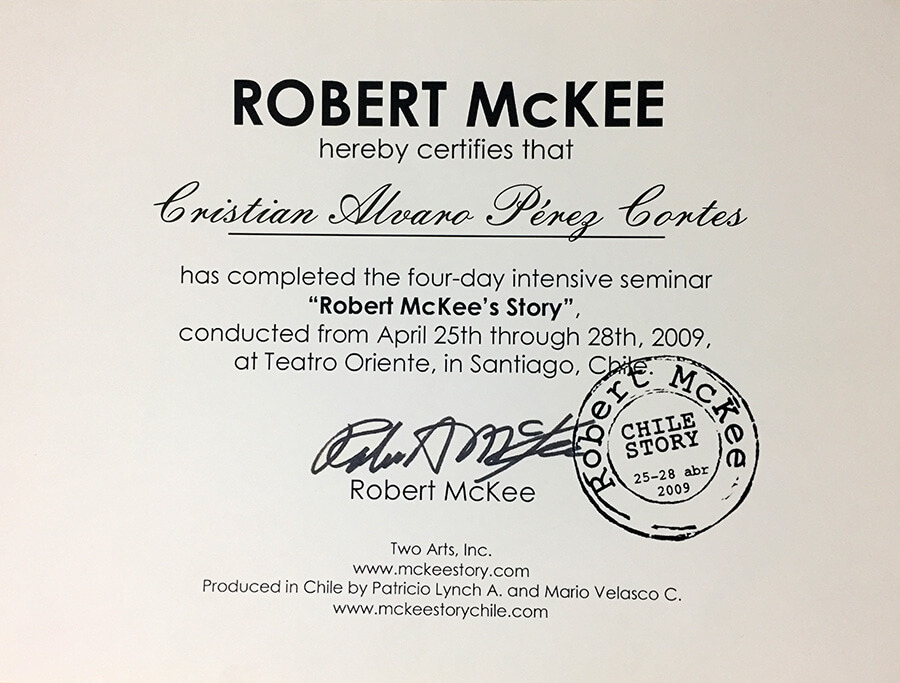 ROBERT McKEE
hereby certifies that
Cristian Alvaro Pérez Cortes
has completed the four-day intensive seminar
“Robert McKee’s Story”,
conducted from April 25th through 28th, 2009,
at Teatro Oriente, in Santiago, Chile.
Robert McKee
CHILE
STORY
25-28 abr
2009
Robert McKee
Robert McKee
Two Arts, Inc.
www.mckeestory.com
Produced in Chile by Patricio Lynch A. and Mario Velasco C.
www.mckeestorychile.com